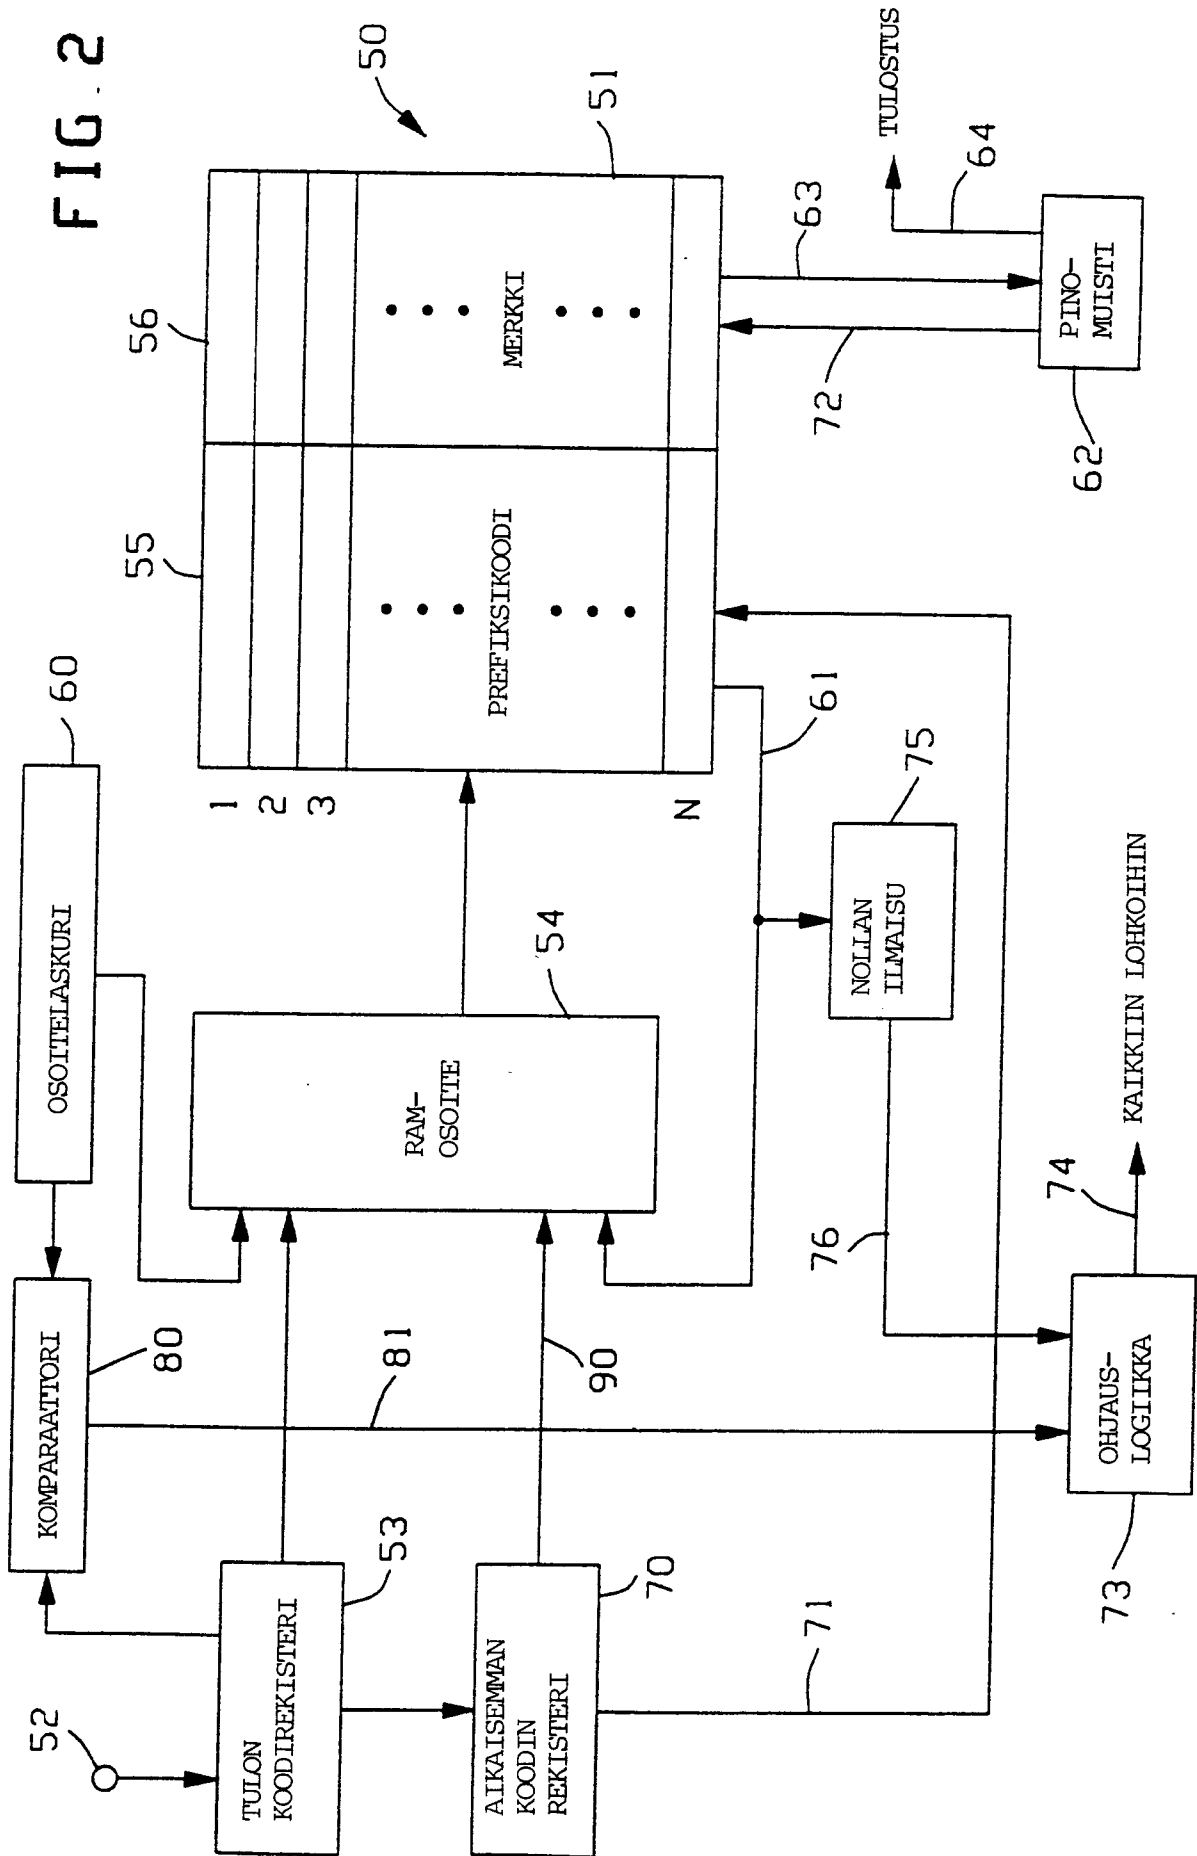 FIG. 2
52
TULON
KOODIREKISTERI
53
KOMPARAATTORI
80
OSOITELASKURI
60
81
AIKAISEMMAN
KOODIN
REKISTERI
70
71
90
RAM-
OSOITE
54
50
55
56
1
2
3
N
PREFIKSIKOODI
MERKKI
51
61
NOLLAN
ILMAISU
75
76
OHJAUS-
LOGIIKKA
73
74
KAIKKIIN LOHKOIHIN
72
63
PINO-
MUISTI
62
64
TULOSTUS